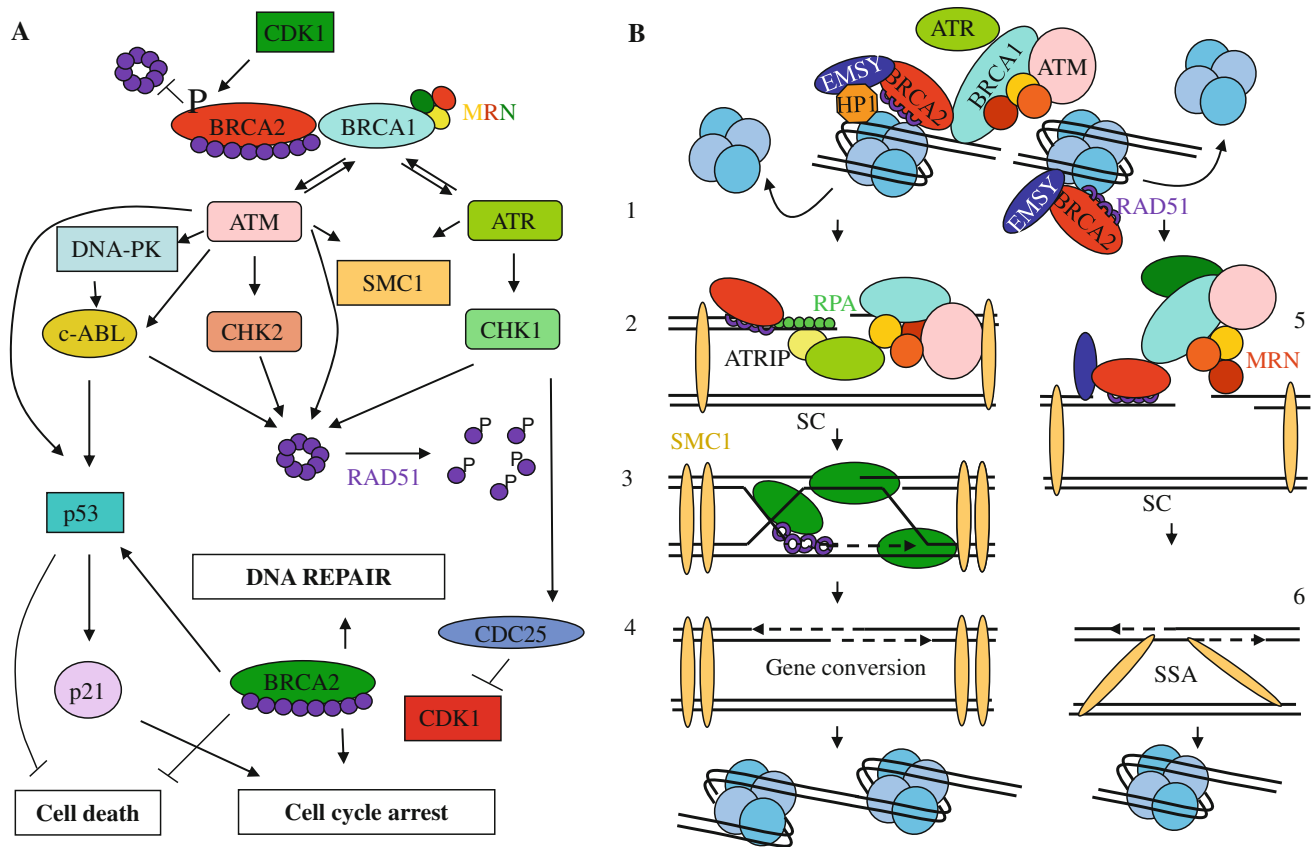 A
CDK1
P
BRCA2
BRCA1
MRN
ATM
ATR
DNA-PK
SMC1
c-ABL
CHK2
CHK1
RAD51
P
P
P
P
P
p53
DNA REPAIR
CDC25
p21
BRCA2
CDK1
Cell death
Cell cycle arrest
B
ATR
EMSY
BRCA2
HP1
BRCA1
ATM
EMSY
BRCA2
RAD51
1
2
RPA
ATRIP
SC
5
MRN
SC
SMC1
3
4
Gene conversion
6
SSA